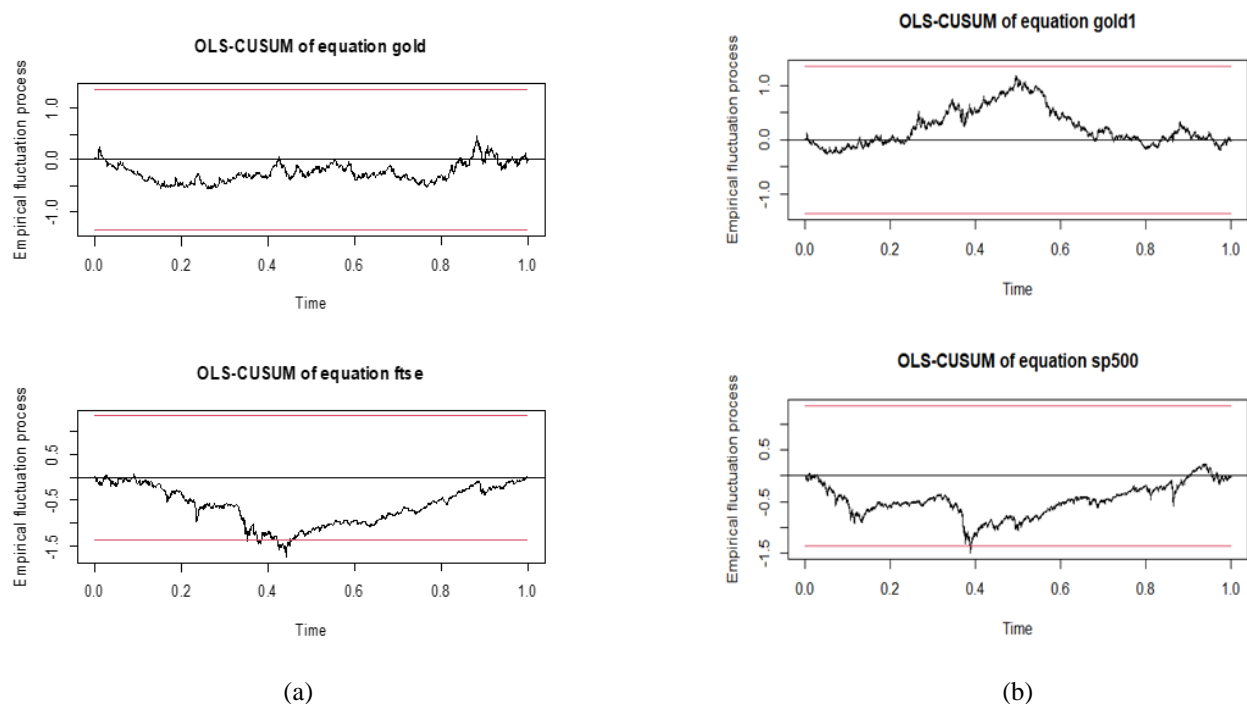 OLS-CUSUM of equation gold
Empirical fluctuation process
1.0
0.0
-1.0
0.0 0.2 0.4 0.6 0.8 1.0
Time
OLS-CUSUM of equation ftse
Empirical fluctuation process
0.5
-0.5
-1.5
0.0 0.2 0.4 0.6 0.8 1.0
Time
(a)
OLS-CUSUM of equation gold1
Empirical fluctuation process
1.0
0.0
-1.0
0.0 0.2 0.4 0.6 0.8 1.0
Time
OLS-CUSUM of equation sp500
Empirical fluctuation process
0.5
-0.5
-1.5
0.0 0.2 0.4 0.6 0.8 1.0
Time
(b)